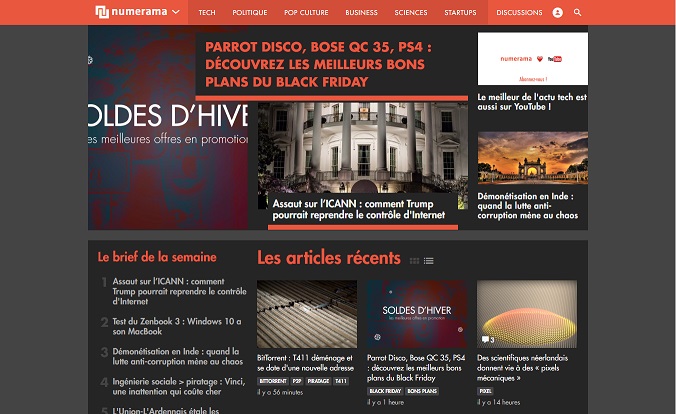 numerama
TECH
POLITIQUE
POP CULTURE
BUSINESS
SCIENCES
STARTUPS
DISCUSSIONS
OLDES D'HIVE
es meilleures offres en promotion
PARROT DISCO, BOSE QC 35, PS4 :
DÉCOUVREZ LES MEILLEURS BONS
PLANS DU BLACK FRIDAY
Assaut sur l'ICANN : comment Trump
pourrait reprendre le contrôle d'Internet
numerama
YouTube
Abonnez-vous !
Le meilleur de l'actu tech est
aussi sur YouTube !
Démonétisation en Inde :
quand la lutte anti-
corruption mène au chaos
Le brief de la semaine
1 Assaut sur l'ICANN : comment
Trump pourrait reprendre le contrôle
d'Internet
2 Test du Zenbook 3 : Windows 10 a
son MacBook
3 Démonétisation en Inde : quand la
lutte anti-corruption mène au chaos
4 Ingénierie sociale > piratage : Vinci,
une inattention qui coûte cher
5 L'Union-L'Ardennais étale les
Les articles récents
BitTorrent : T411 déménage et
se dote d'une nouvelle adresse
BITTORRENT P2P PIRATAGE T411
il y a 56 minutes
SOLDES D'HIVER
les meilleures offres en promotion
Parrot Disco, Bose QC 35, PS4
: découvrez les meilleurs bons
plans du Black Friday
BLACK FRIDAY BONS PLANS
il y a 1 heure
3
Des scientifiques néerlandais
donnent vie à des « pixels
mécaniques »
PIXEL
il y a 14 heures